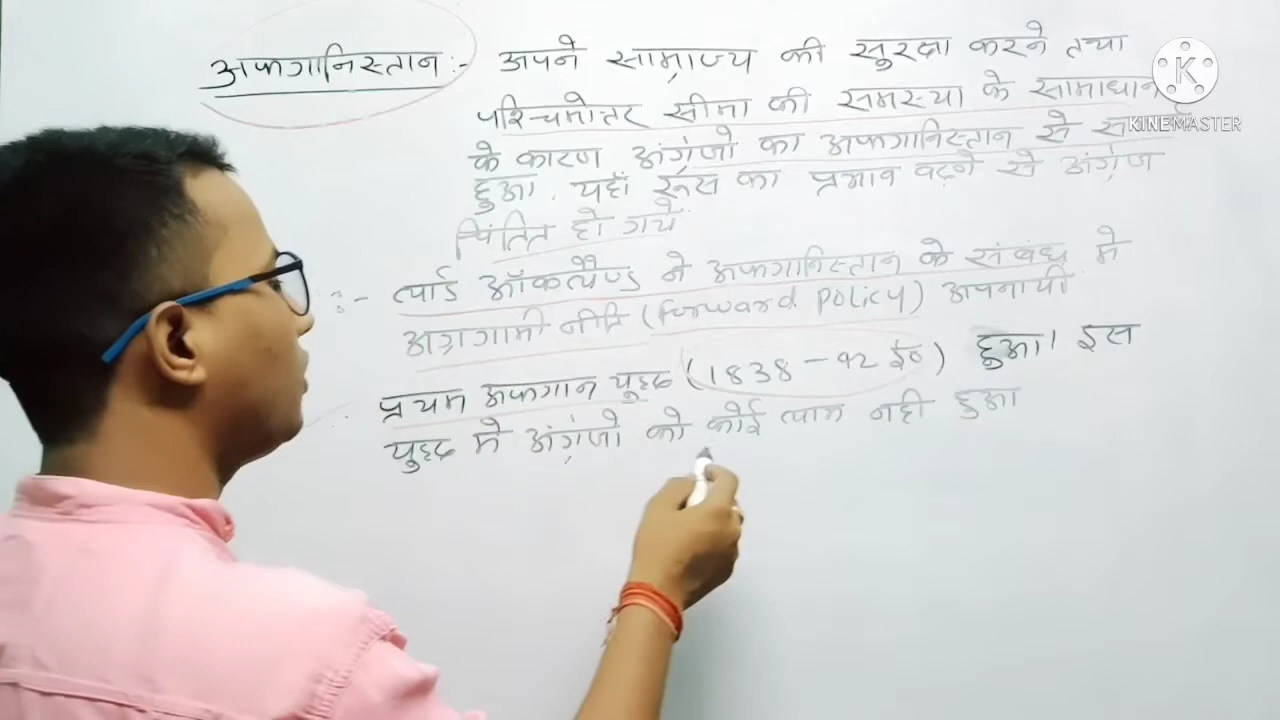 अफगानिस्तान :- अपने साम्राज्य की सुरक्षा करने तथा
पश्चिमोत्तर सीमा की समस्या के सामाधान
के कारण अंग्रेजो का अफगानिस्तान से
हुआ. यहाँ रूस का प्रभाव बढ़ने से अंग्रेज
चिंतित हो गये
:- लार्ड ऑकलैण्ड ने अफगानिस्तान के संबंध मे
अग्रगामी नीति (forward policy) अपनायी
प्रथम अफगान युद्ध (1838 - 42 ई०) हुआ। इस
युद्ध मे अंग्रेजो को कोई लाभ नही हुआ
K
KINEMASTER